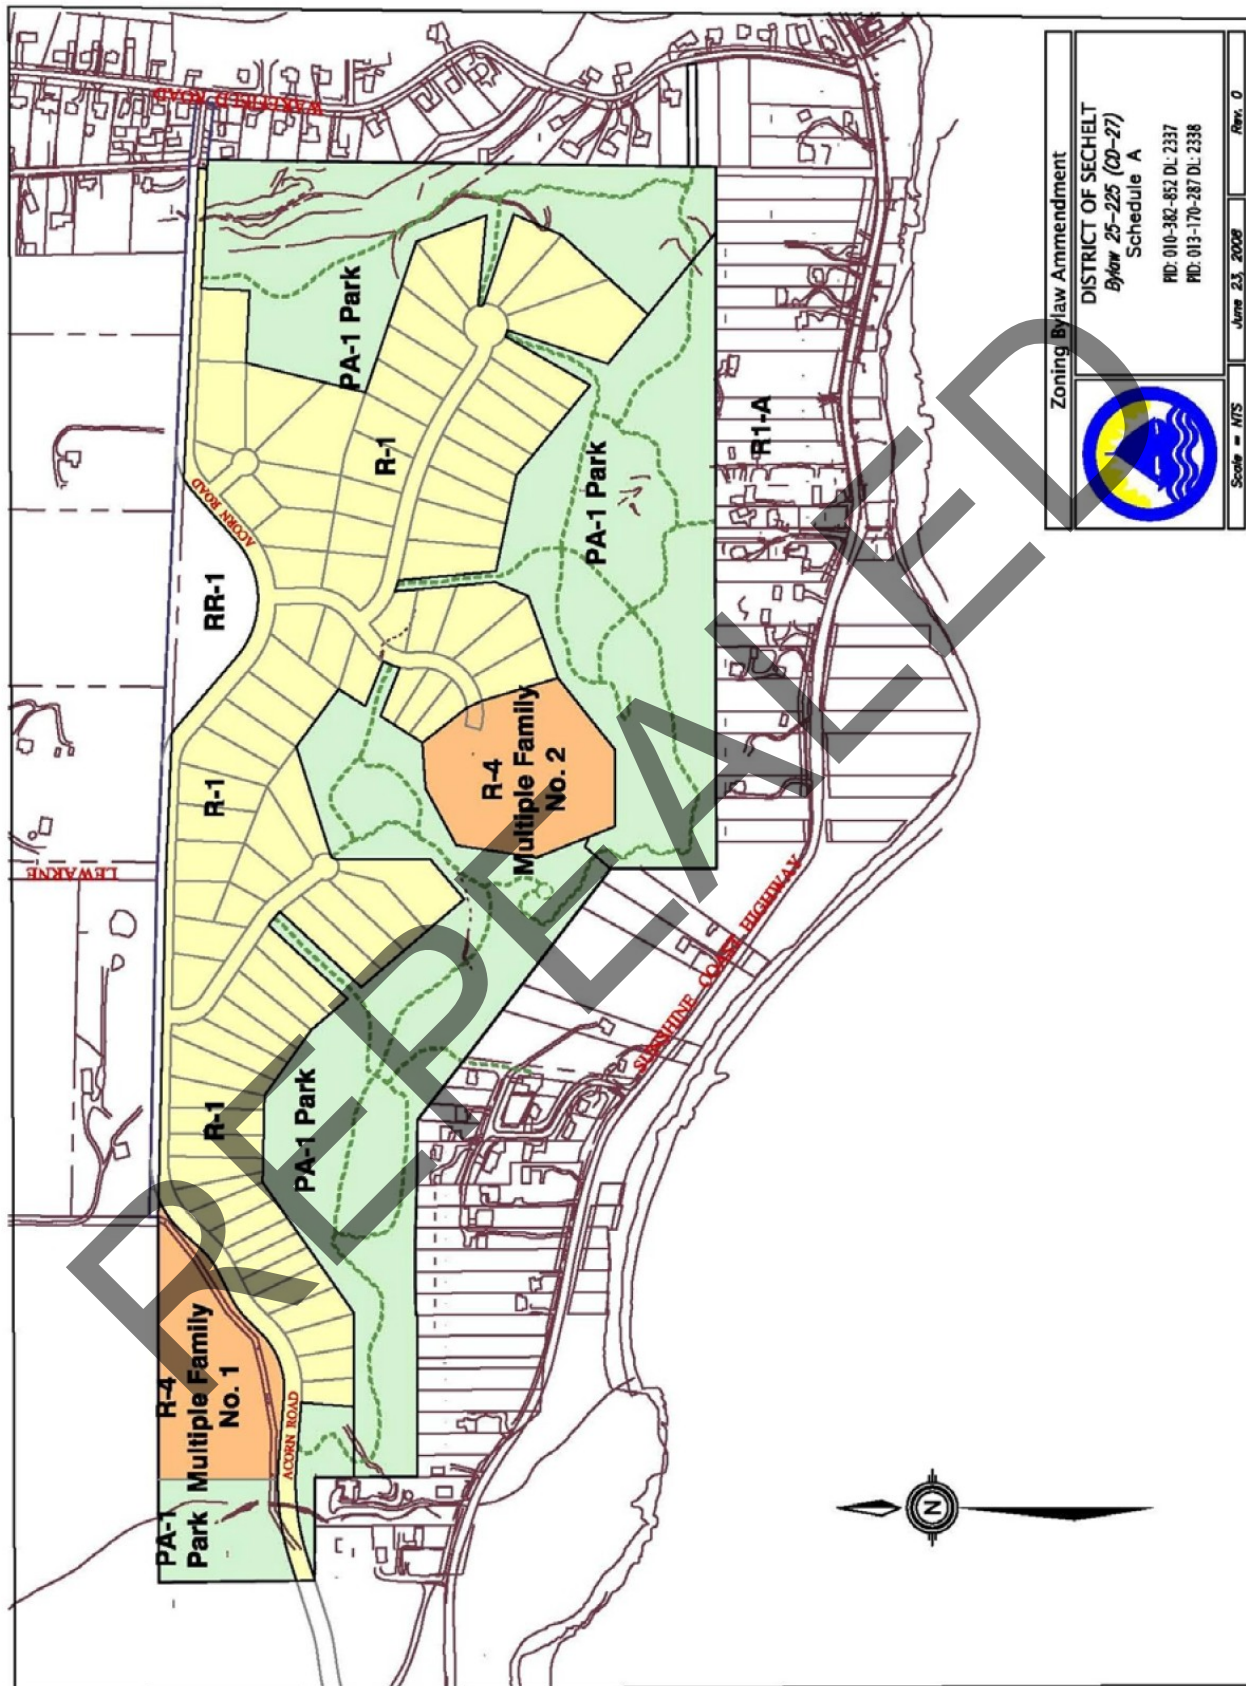 WAKEFIELD ROAD
PA-1 Park
R-1
ACORN ROAD
PA-1 Park
R1-A
RR-1
R-1
R-4
Multiple Family
No. 2
LEWARNE
SUNSHINE COAST HIGHWAY
R-1
PA-1 Park
R-4
Multiple Family
No. 1
ACORN ROAD
PA-1
Park
N
Zoning Bylaw Ammendment
DISTRICT OF SECHELT
Bylaw 25-225 (CD-27)
Schedule A
PID: 010-382-852 DL: 2337
PID: 013-170-287 DL: 2338
Scale = NTS
June 23, 2008
Rev. 0
REPEALED